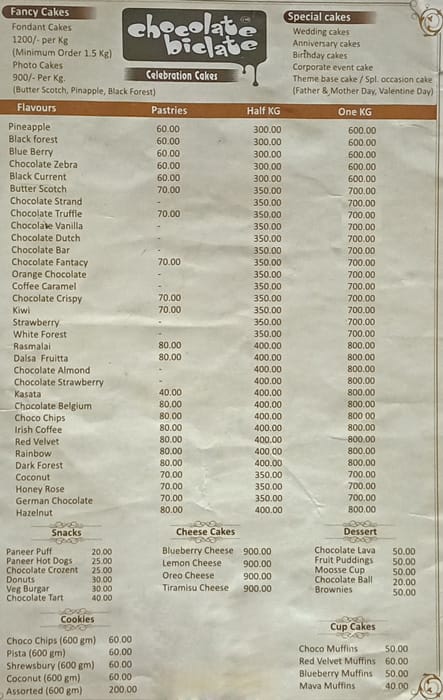 Fancy Cakes
Fondant Cakes
1200/- per Kg
(Minimum Order 1.5 Kg)
Photo Cakes
900/- Per Kg.
(Butter Scotch, Pinapple, Black Forest)
chocolate
biclate
Celebration Cakes
Special cakes
Wedding cakes
Anniversary cakes
Birthday cakes
Corporate event cake
Theme base cake / Spl. occasion cake
(Father & Mother Day, Valentine Day)
Flavours Pastries Half KG One KG
Pineapple 60.00 300.00 600.00
Black forest 60.00 300.00 600.00
Blue Berry 60.00 300.00 600.00
Chocolate Zebra 60.00 300.00 600.00
Black Current 60.00 300.00 600.00
Butter Scotch 70.00 350.00 700.00
Chocolate Strand - 350.00 700.00
Chocolate Truffle 70.00 350.00 700.00
Chocolate Vanilla - 350.00 700.00
Chocolate Dutch - 350.00 700.00
Chocolate Bar - 350.00 700.00
Chocolate Fantacy 70.00 350.00 700.00
Orange Chocolate - 350.00 700.00
Coffee Caramel - 350.00 700.00
Chocolate Crispy 70.00 350.00 700.00
Kiwi 70.00 350.00 700.00
Strawberry - 350.00 700.00
White Forest - 350.00 700.00
Rasmalai 80.00 400.00 800.00
Dalsa Fruitta 80.00 400.00 800.00
Chocolate Almond - 400.00 800.00
Chocolate Strawberry - 400.00 800.00
Kasata 40.00 400.00 800.00
Chocolate Belgium 80.00 400.00 800.00
Choco Chips 80.00 400.00 800.00
Irish Coffee 80.00 400.00 800.00
Red Velvet 80.00 400.00 800.00
Rainbow 80.00 400.00 800.00
Dark Forest 80.00 400.00 800.00
Coconut 70.00 350.00 700.00
Honey Rose 70.00 350.00 700.00
German Chocolate 70.00 350.00 700.00
Hazelnut 80.00 400.00 800.00
Snacks
Paneer Puff 20.00
Paneer Hot Dogs 25.00
Chocolate Crozent 25.00
Donuts 30.00
Veg Burgar 30.00
Chocolate Tart 40.00
Cheese Cakes
Blueberry Cheese 900.00
Lemon Cheese 900.00
Oreo Cheese 900.00
Tiramisu Cheese 900.00
Dessert
Chocolate Lava 50.00
Fruit Puddings 50.00
Moosse Cup 50.00
Chocolate Ball 20.00
Brownies 50.00
Cookies
Choco Chips (600 gm) 60.00
Pista (600 gm) 60.00
Shrewsbury (600 gm) 60.00
Coconut (600 gm) 60.00
Assorted (600 gm) 200.00
Cup Cakes
Choco Muffins 50.00
Red Velvet Muffins 60.00
Blueberry Muffins 50.00
Mava Muffins 40.00